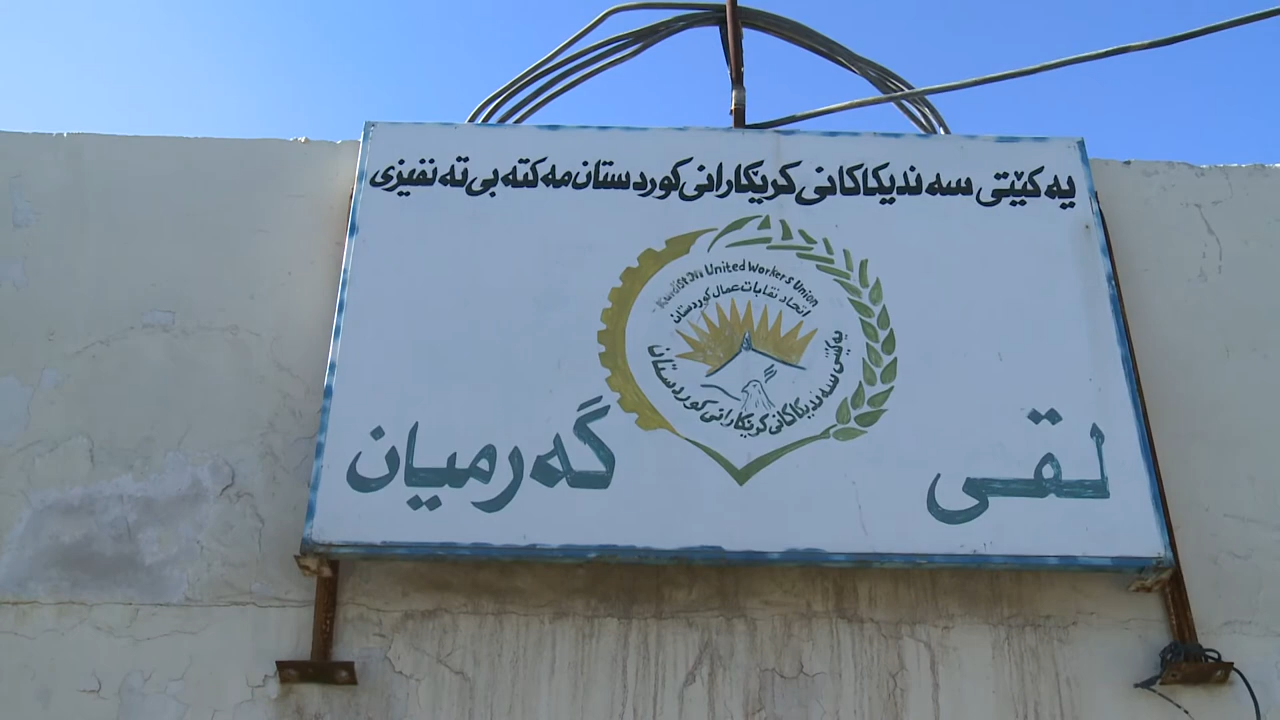 یەکێتی سەندیکاکانی کرێکارانی کوردستان مەکتەبی تەنفیزی
Kurdistan United Workers Union
اتحاد نقابات عمال كوردستان
یەکێتی سەندیکاکانی کرێکارانی کوردستان
لقی گەرمیان